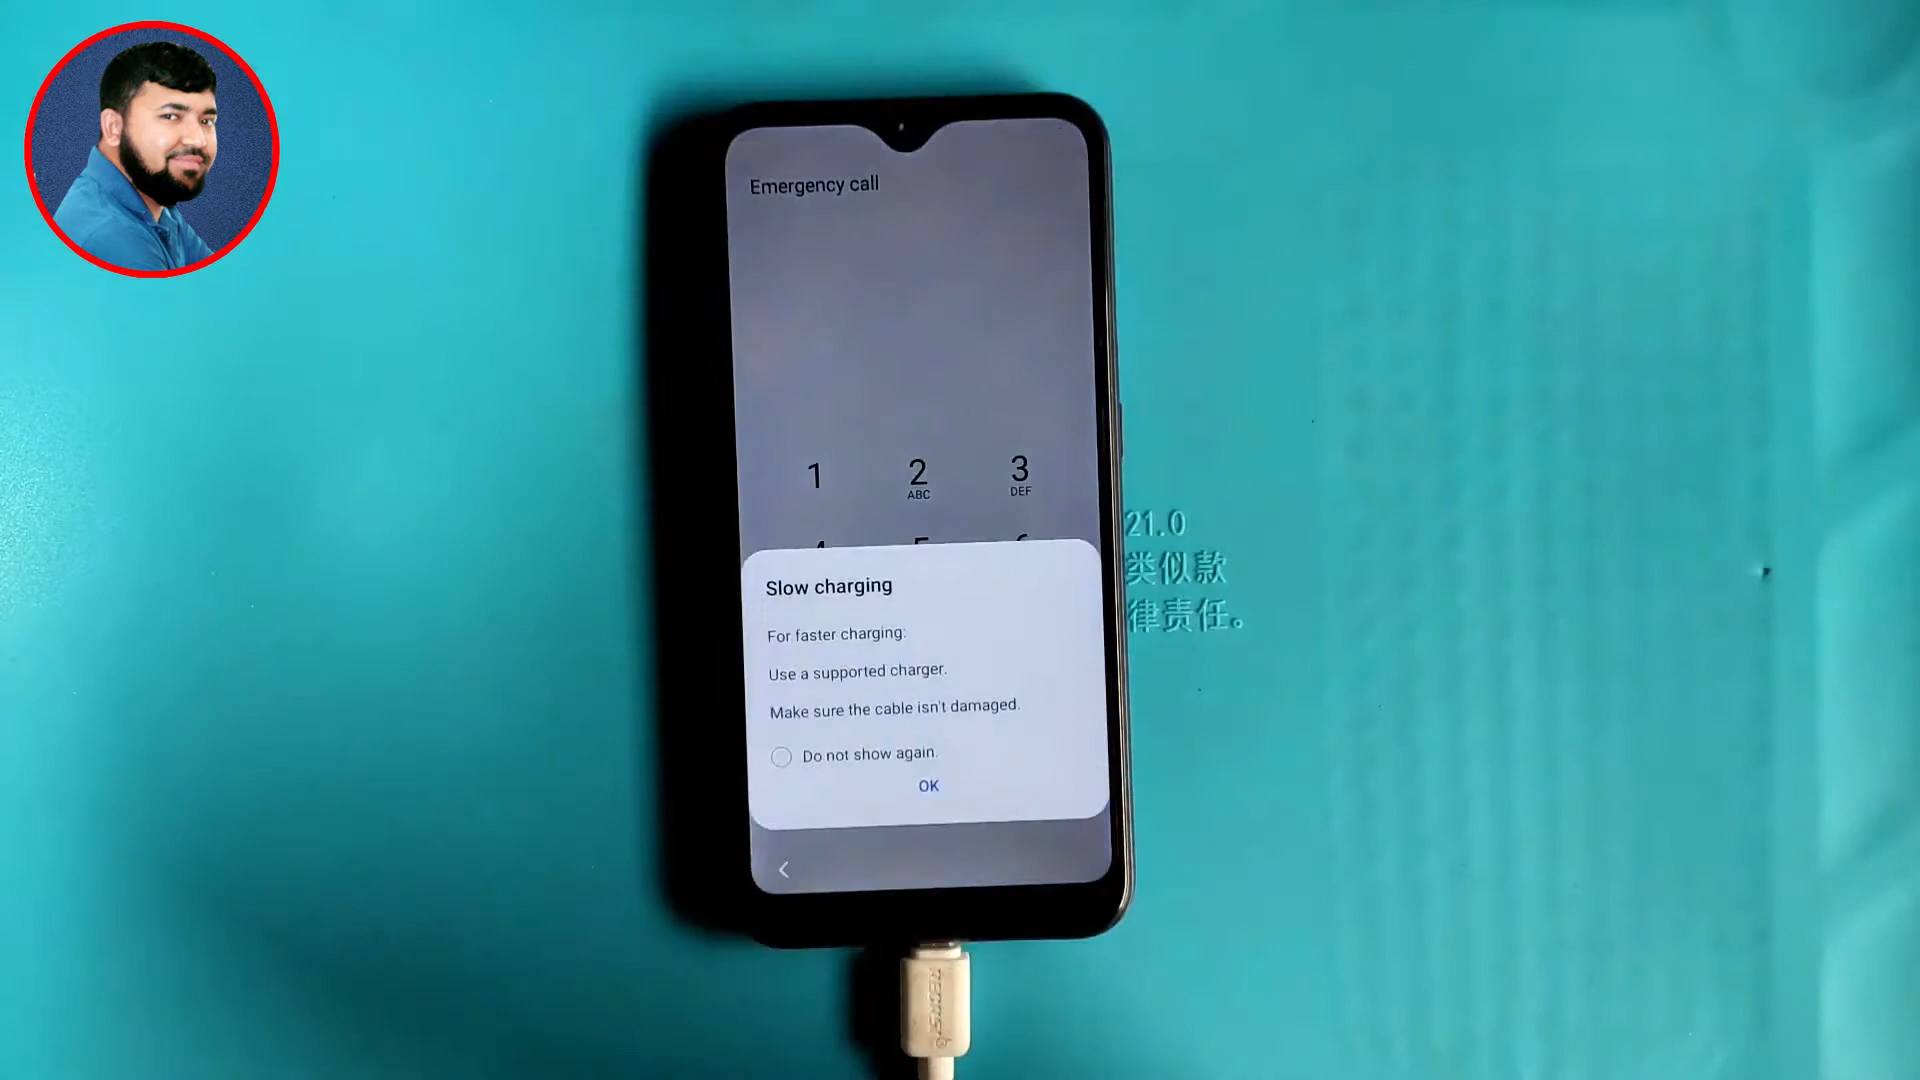 Emergency call
1
2
ABC
3
DEF
21.0
类似款
律责任。
Slow charging
For faster charging:
Use a supported charger.
Make sure the cable isn't damaged.
Do not show again.
OK